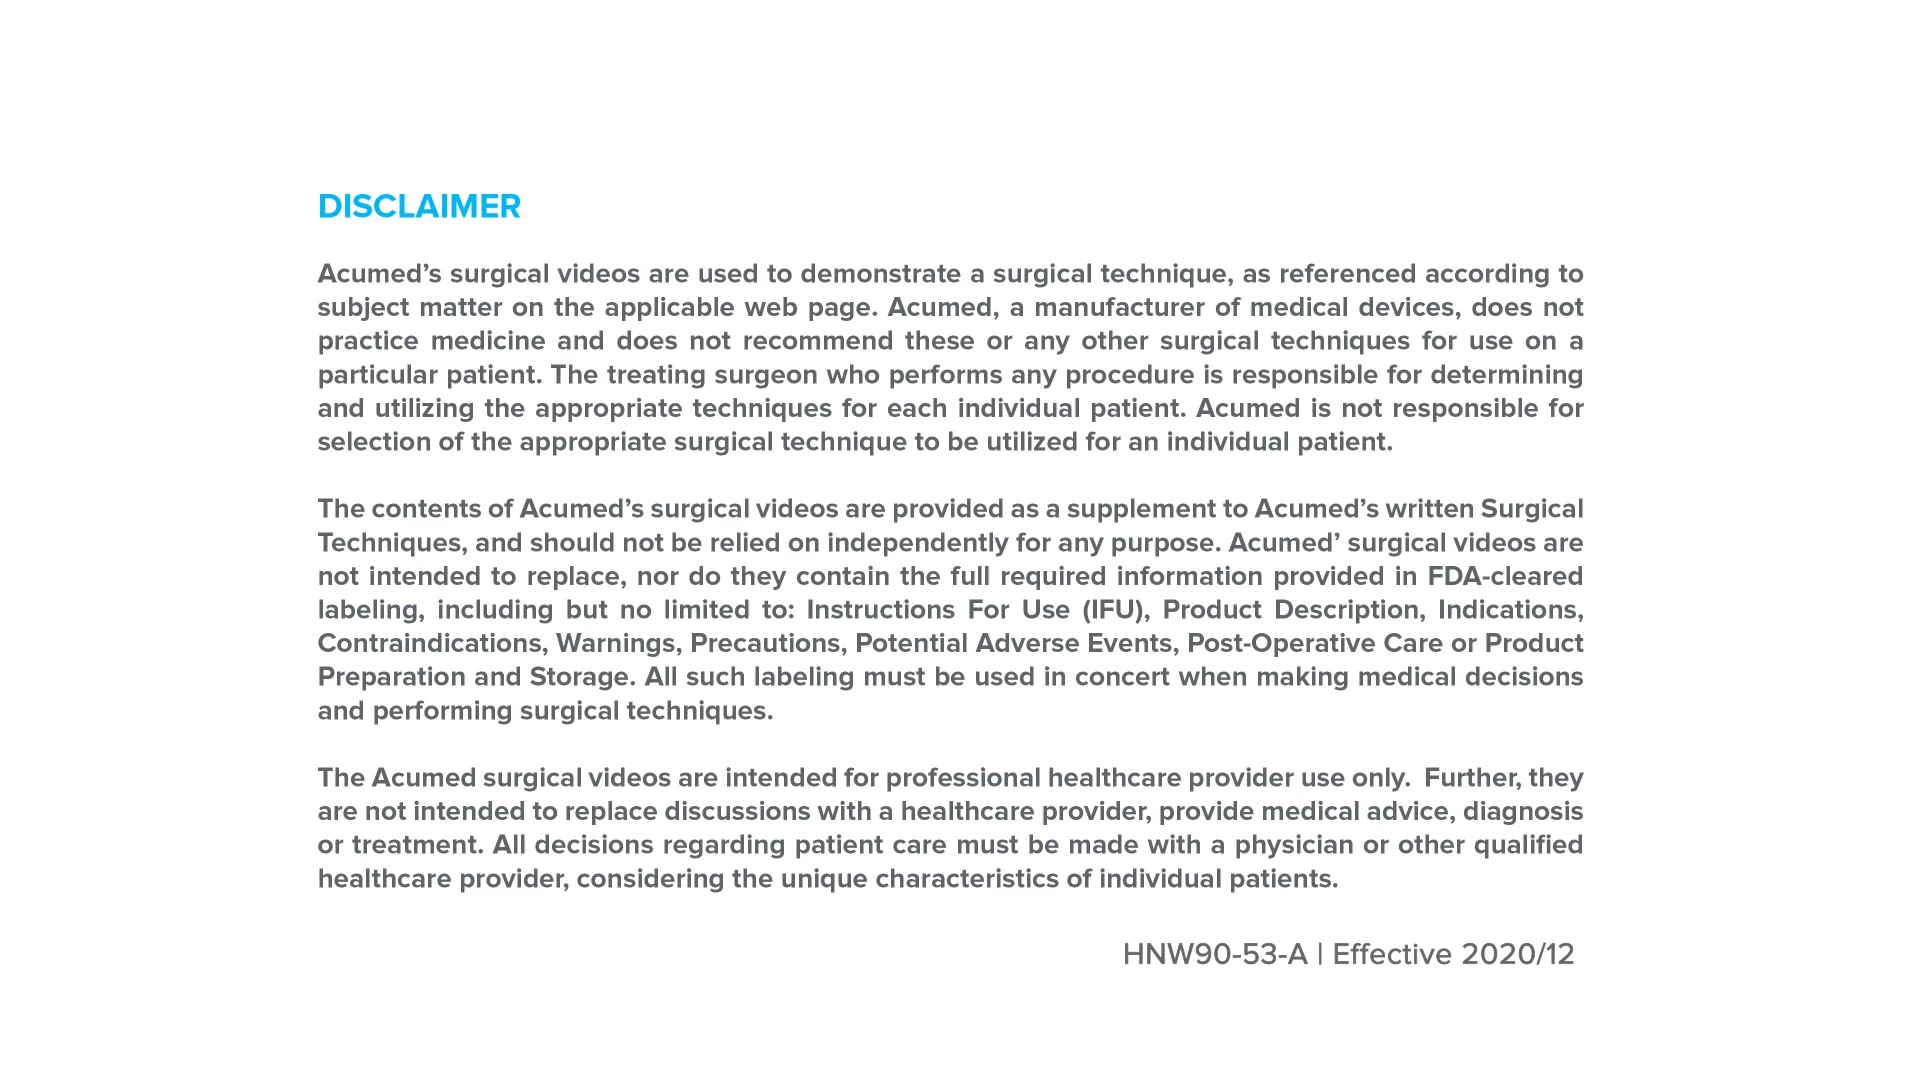 DISCLAIMER
Acumed’s surgical videos are used to demonstrate a surgical technique, as referenced according to
subject matter on the applicable web page. Acumed, a manufacturer of medical devices, does not
practice medicine and does not recommend these or any other surgical techniques for use on a
particular patient. The treating surgeon who performs any procedure is responsible for determining
and utilizing the appropriate techniques for each individual patient. Acumed is not responsible for
selection of the appropriate surgical technique to be utilized for an individual patient.
The contents of Acumed’s surgical videos are provided as a supplement to Acumed’s written Surgical
Techniques, and should not be relied on independently for any purpose. Acumed’ surgical videos are
not intended to replace, nor do they contain the full required information provided in FDA-cleared
labeling, including but no limited to: Instructions For Use (IFU), Product Description, Indications,
Contraindications, Warnings, Precautions, Potential Adverse Events, Post-Operative Care or Product
Preparation and Storage. All such labeling must be used in concert when making medical decisions
and performing surgical techniques.
The Acumed surgical videos are intended for professional healthcare provider use only.  Further, they
are not intended to replace discussions with a healthcare provider, provide medical advice, diagnosis
or treatment. All decisions regarding patient care must be made with a physician or other qualified
healthcare provider, considering the unique characteristics of individual patients.
HNW90-53-A | Effective 2020/12